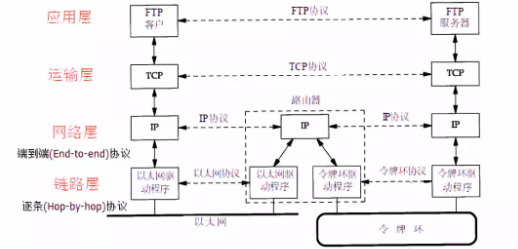 应用层
FTP
客户
FTP协议
FTP
服务器
运输层
TCP
TCP协议
TCP
路由器
网络层
IP
IP协议
IP
IP协议
IP
端到端(End-to-end)协议
链路层
以太网驱
动程序
以太网协议
以太网驱
动程序
令牌环驱
动程序
令牌环协议
令牌环驱
动程序
逐条(Hop-by-hop)协议
以太网
令牌环